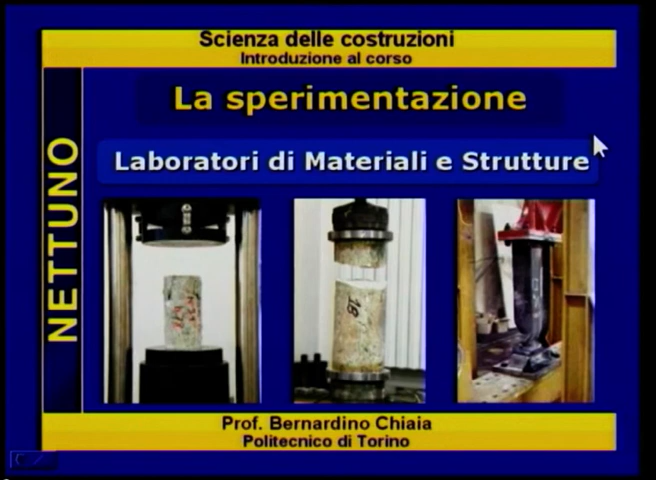 Scienza delle costruzioni
Introduzione al corso
La sperimentazione
Laboratori di Materiali e Strutture
NETTUNO
18
Prof. Bernardino Chiaia
Politecnico di Torino